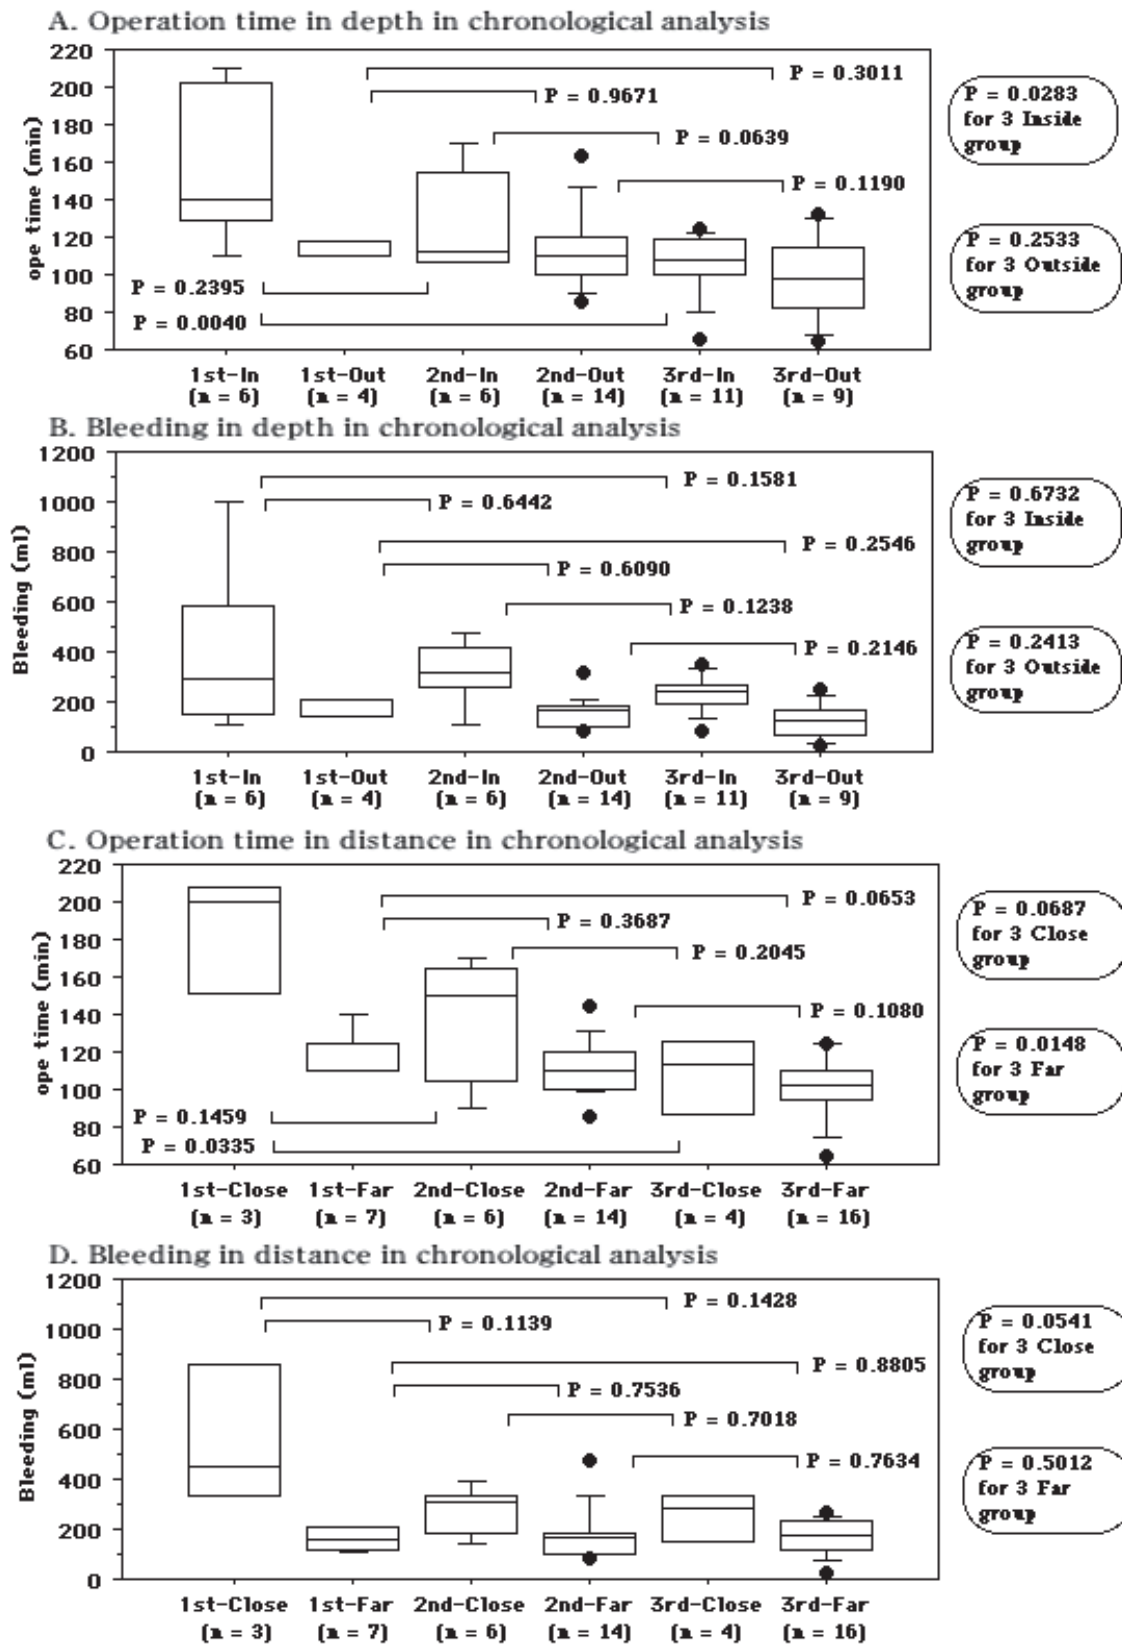 A. Operation time in depth in chronological analysis
ope time (min)
220
200
180
160
140
120
100
80
60
P = 0.3011
P = 0.9671
P = 0.0639
P = 0.1190
P = 0.2395
P = 0.0040
P = 0.0283
for 3 Inside
group
P = 0.2533
for 3 Outside
group
1st-In 1st-Out 2nd-In 2nd-Out 3rd-In 3rd-Out
(n = 6) (n = 4) (n = 6) (n = 14) (n = 11) (n = 9)
B. Bleeding in depth in chronological analysis
Bleeding (ml)
1200
1000
800
600
400
200
0
P = 0.1581
P = 0.6442
P = 0.2546
P = 0.6090
P = 0.1238
P = 0.2146
P = 0.6732
for 3 Inside
group
P = 0.2413
for 3 Outside
group
1st-In 1st-Out 2nd-In 2nd-Out 3rd-In 3rd-Out
(n = 6) (n = 4) (n = 6) (n = 14) (n = 11) (n = 9)
C. Operation time in distance in chronological analysis
ope time (min)
220
200
180
160
140
120
100
80
60
P = 0.0653
P = 0.3687
P = 0.2045
P = 0.1080
P = 0.1459
P = 0.0335
P = 0.0687
for 3 Close
group
P = 0.0148
for 3 Far
group
1st-Close 1st-Far 2nd-Close 2nd-Far 3rd-Close 3rd-Far
(n = 3) (n = 7) (n = 6) (n = 14) (n = 4) (n = 16)
D. Bleeding in distance in chronological analysis
Bleeding (ml)
1200
1000
800
600
400
200
0
P = 0.1428
P = 0.1139
P = 0.8805
P = 0.7536
P = 0.7018
P = 0.7634
P = 0.0541
for 3 Close
group
P = 0.5012
for 3 Far
group
1st-Close 1st-Far 2nd-Close 2nd-Far 3rd-Close 3rd-Far
(n = 3) (n = 7) (n = 6) (n = 14) (n = 4) (n = 16)